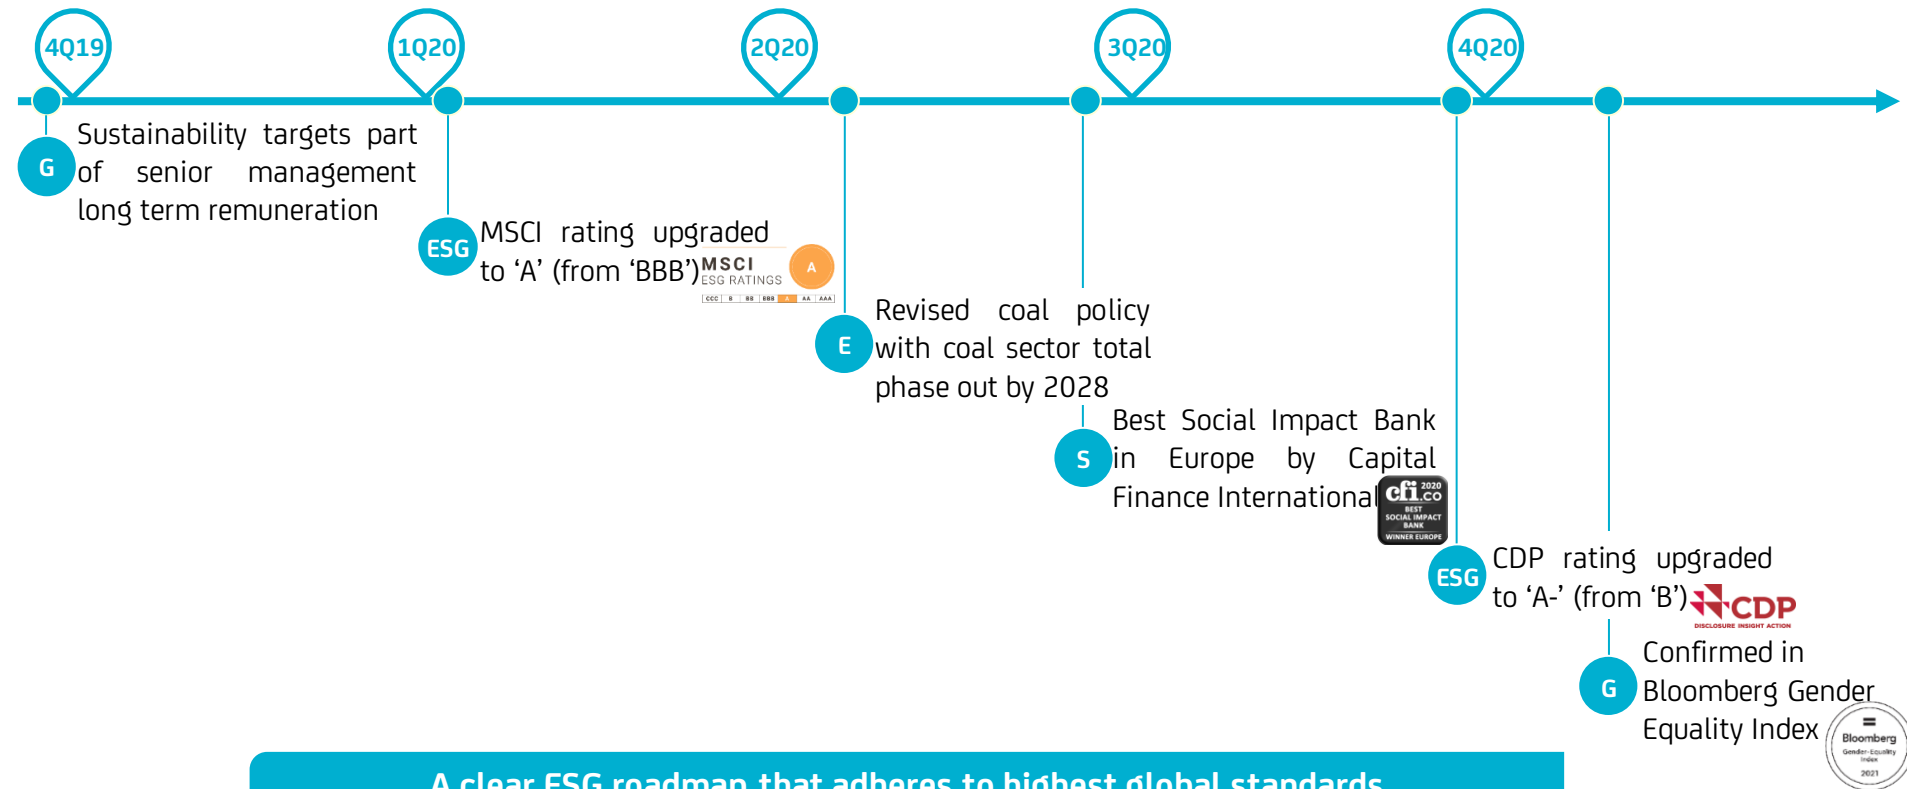 4Q19
1Q20
2Q20
3Q20
4Q20
G
Sustainability targets part
of senior management
long term remuneration
ESG
MSCI rating upgraded
to ‘A’ (from ‘BBB’)
MSCI
ESG RATINGS
A
CCC B BB BBB A AA AAA
E
Revised coal policy
with coal sector total
phase out by 2028
S
Best Social Impact Bank
in Europe by Capital
Finance International
cfi.co 2020
BEST
SOCIAL IMPACT
BANK
WINNER EUROPE
ESG
CDP rating upgraded
to ‘A-’ (from ‘B’)
CDP
DISCLOSURE INSIGHT ACTION
G
Confirmed in
Bloomberg Gender
Equality Index
Bloomberg
Gender-Equality
Index
2021
A clear ESG roadmap that adheres to highest global standards